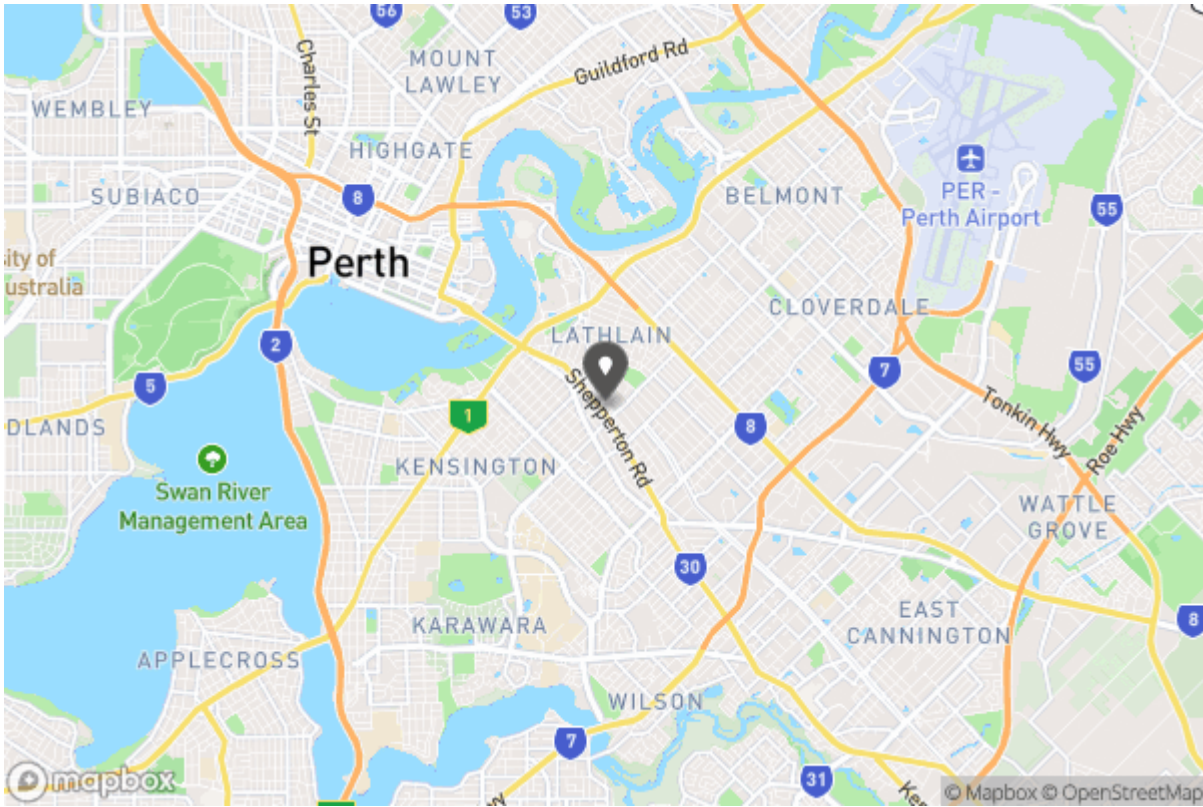 56
53
MOUNT
LAWLEY
Guildford Rd
Charles St
WEMBLEY
HIGHGATE
SUBIACO
8
BELMONT
PER -
Perth Airport
55
sity of
ustralia
Perth
CLOVERDALE
2
LATHLAIN
5
7
55
1
Shepperton Rd
8
Tonkin Hwy
Roe Hwy
DLANDS
KENSINGTON
Swan River
Management Area
WATTLE
GROVE
30
KARAWARA
EAST
CANNINGTON
8
APPLECROSS
WILSON
7
31
mapbox
wy
Ken
© Mapbox © OpenStreetMap